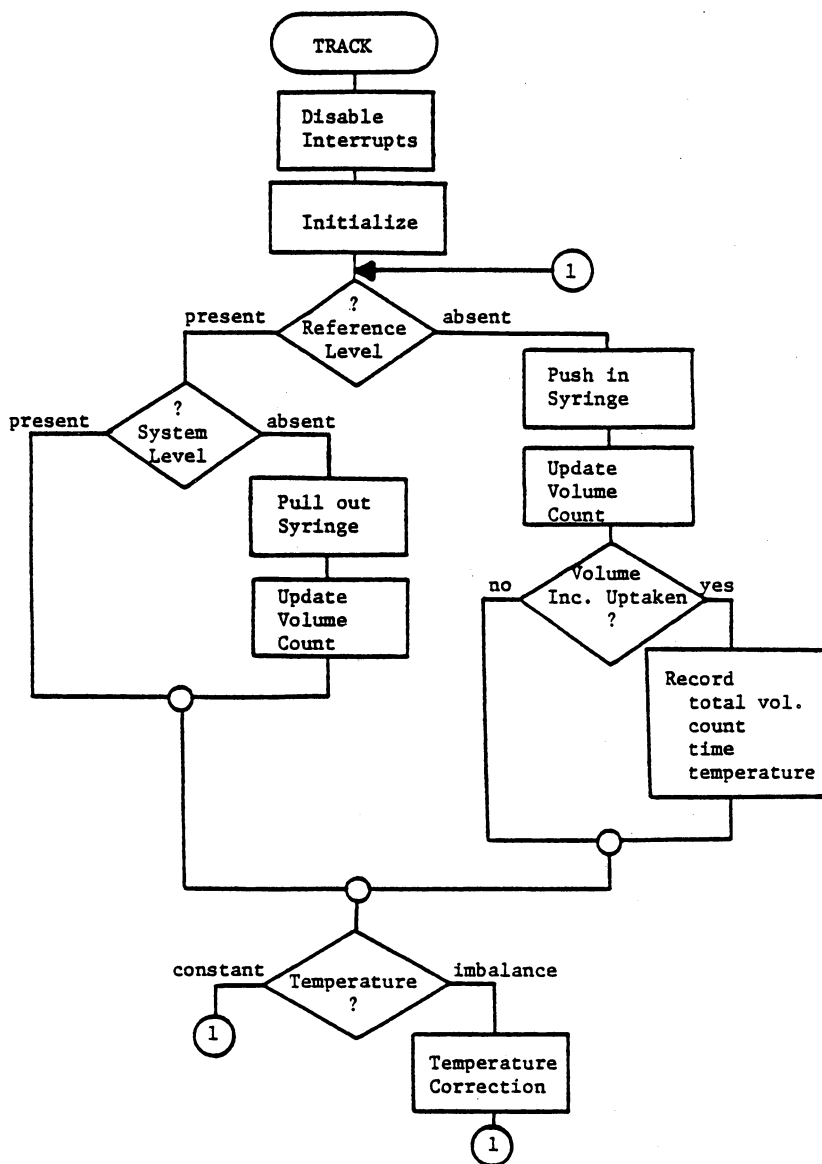 TRACK
Disable
Interrupts
Initialize
1
?
Reference
Level
present
absent
?
System
Level
present
absent
Pull out
Syringe
Update
Volume
Count
Push in
Syringe
Update
Volume
Count
Volume
Inc. Uptaken
?
no
yes
Record
total vol.
count
time
temperature
Temperature
?
constant
imbalance
1
Temperature
Correction
1